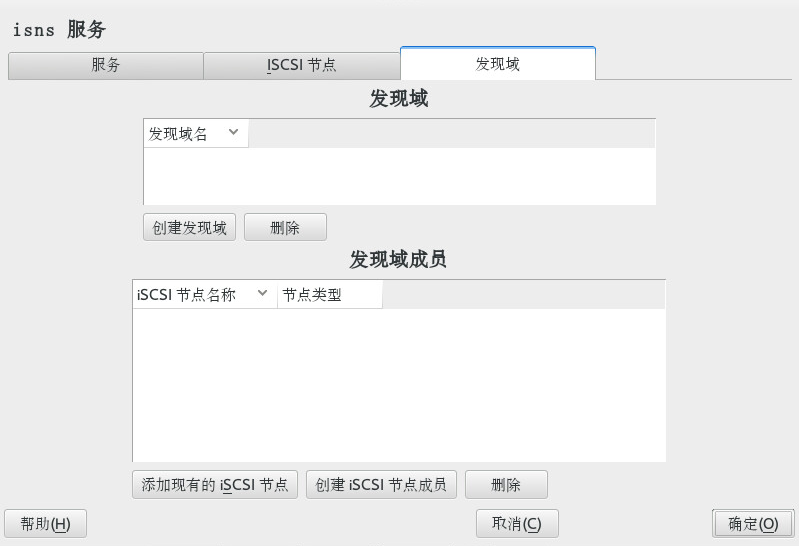 isns 服务
服务 ISCSI 节点 发现域
发现域
发现域名
创建发现域 删除
发现域成员
iSCSI 节点名称 节点类型
添加现有的 iSCSI 节点 创建 iSCSI 节点成员 删除
帮助(H) 取消(C) 确定(O)